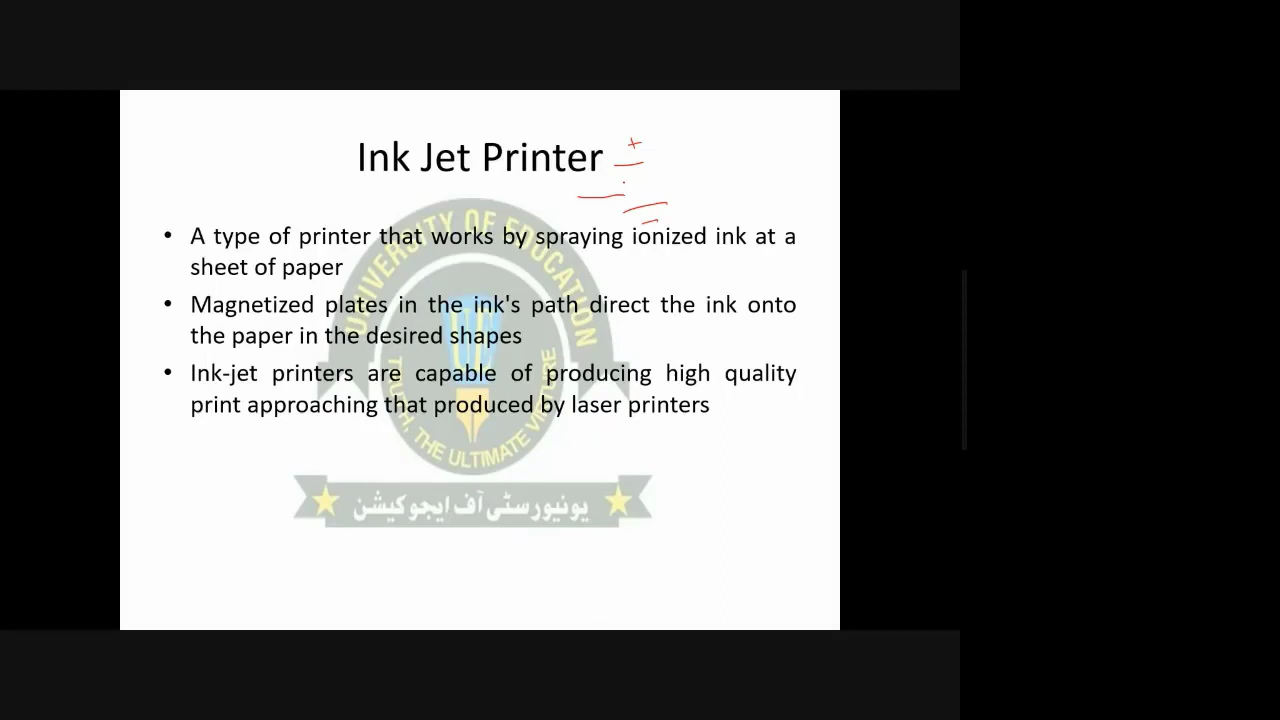 Ink Jet Printer
+
UNIVERSITY OF EDUCATION
• A type of printer that works by spraying ionized ink at a
sheet of paper
• Magnetized plates in the ink's path direct the ink onto
the paper in the desired shapes
UE
• Ink-jet printers are capable of producing high quality
print approaching that produced by laser printers
TRUTH, THE ULTIMATE VIRTURE
یونیورسٹی آف ایجوکیشن